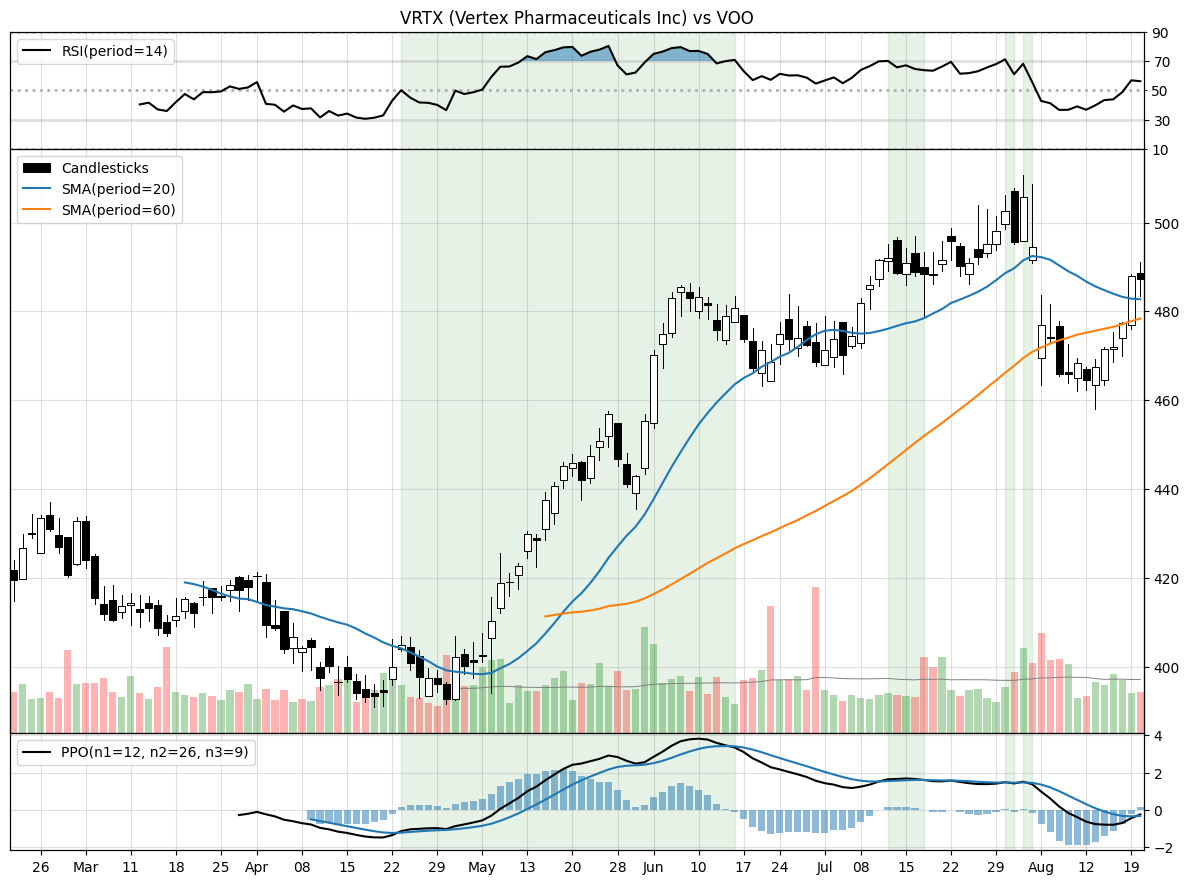 VRTX (Vertex Pharmaceuticals Inc) vs VOO
RSI(period=14)
90
70
50
30
10
Candlesticks
SMA(period=20)
SMA(period=60)
500
480
460
440
420
400
PPO(n1=12, n2=26, n3=9)
4
2
0
−2
26 Mar 11 18 25 Apr 08 15 22 29 May 13 20 28 Jun 10 17 24 Jul 08 15 22 29 Aug 12 19